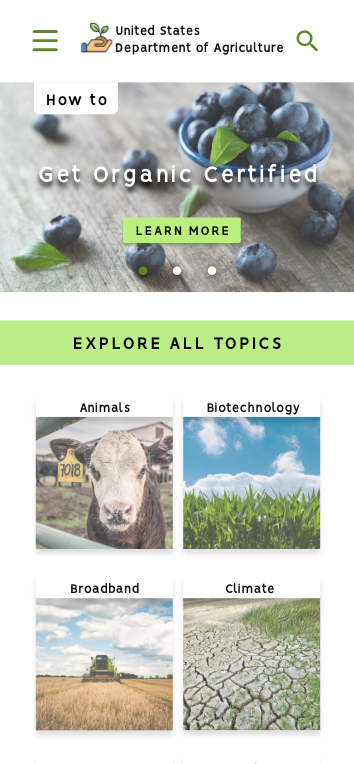 United States
Department of Agriculture
How to
Get Organic Certified
LEARN MORE
EXPLORE ALL TOPICS
Animals
Biotechnology
7018
Broadband
Climate